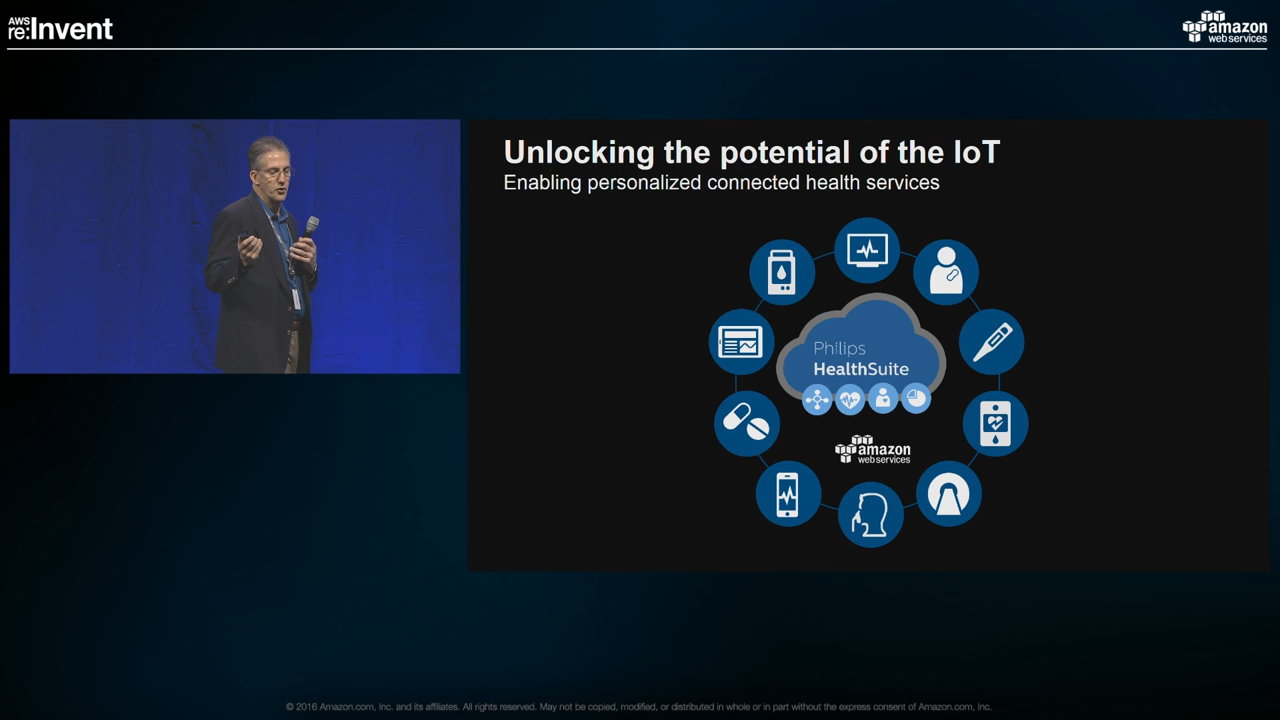 AWS
re:Invent
amazon
web services
Unlocking the potential of the IoT
Enabling personalized connected health services
Philips
HealthSuite
amazon
web services
© 2016 Amazon.com, Inc. and its affiliates. All rights reserved. May not be copied, modified, or distributed in whole or in part without the express consent of Amazon.com, Inc.